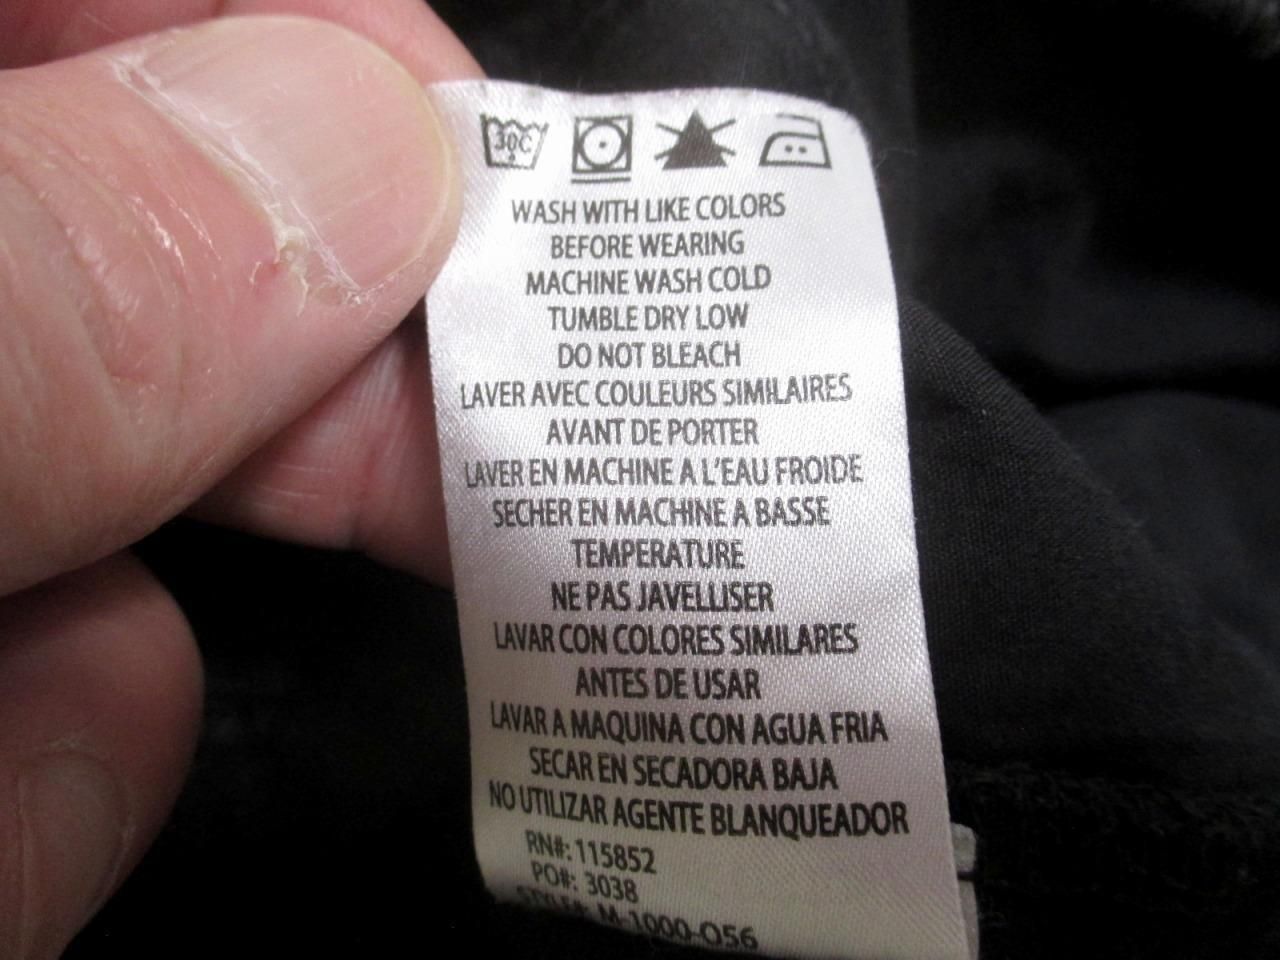 30C
WASH WITH LIKE COLORS
BEFORE WEARING
MACHINE WASH COLD
TUMBLE DRY LOW
DO NOT BLEACH
LAVER AVEC COULEURS SIMILAIRES
AVANT DE PORTER
LAVER EN MACHINE A L'EAU FROIDE
SECHER EN MACHINE A BASSE
TEMPERATURE
NE PAS JAVELLISER
LAVAR CON COLORES SIMILARES
ANTES DE USAR
LAVAR A MAQUINA CON AGUA FRIA
SECAR EN SECADORA BAJA
NO UTILIZAR AGENTE BLANQUEADOR
RN#: 115852
PO#: 3038
STYLE#: M-1000-O56